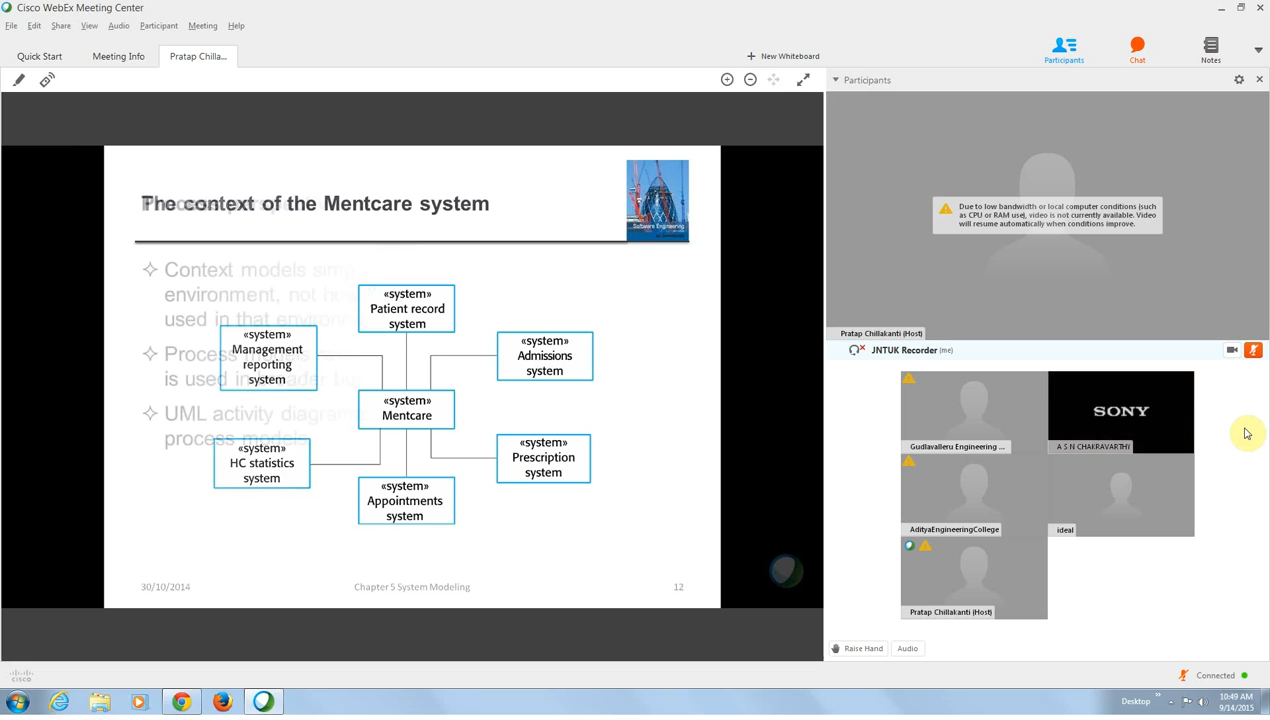 Cisco WebEx Meeting Center
File Edit Share View Audio Participant Meeting Help
Quick Start Meeting Info Pratap Chilla... New Whiteboard
Participants Chat Notes
Participants
The context of the Mentcare system
Software Engineering
Context models
environment, not
used in that
Process
is used in
UML activity
process models
«system»
Patient record
system
«system»
Management
reporting
system
«system»
Admissions
system
«system»
Mentcare
«system»
HC statistics
system
«system»
Prescription
system
«system»
Appointments
system
30/10/2014 Chapter 5 System Modeling 12
Due to low bandwidth or local computer conditions (such
as CPU or RAM use), video is not currently available. Video
will resume automatically when conditions improve.
Pratap Chillakanti (Host)
JNTUK Recorder (me)
SONY
Gudlavalleru Engineering ... A S N CHAKRAVARTHY
AdityaEngineeringCollege ideal
Pratap Chillakanti (Host)
Raise Hand Audio
cisco Connected
Desktop 10:49 AM
9/14/2015